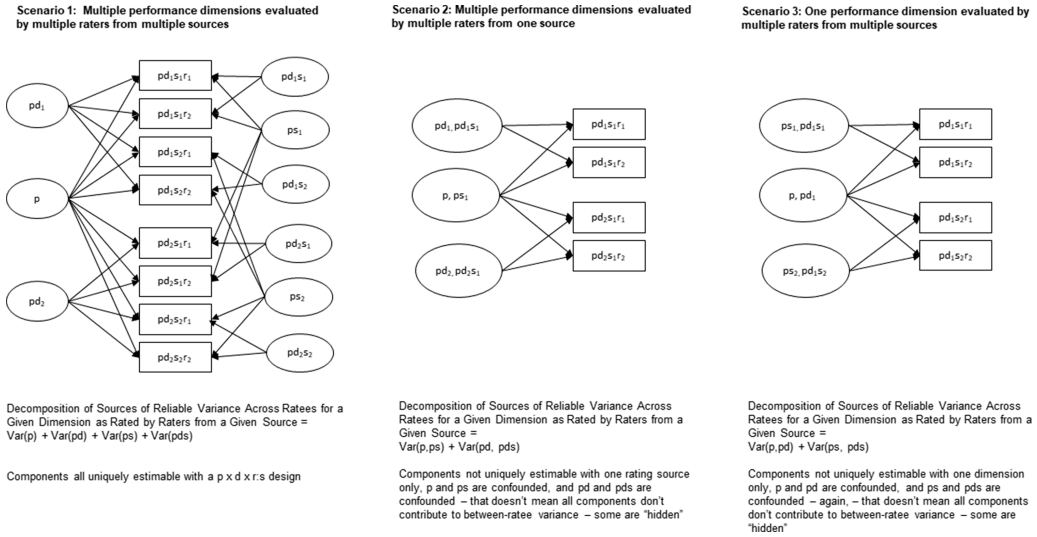 Scenario 1: Multiple performance dimensions evaluated
by multiple raters from multiple sources
pd₁
p
pd₂
pd₁s₁r₁
pd₁s₁r₂
pd₁s₂r₁
pd₁s₂r₂
pd₂s₁r₁
pd₂s₁r₂
pd₂s₂r₁
pd₂s₂r₂
pd₁s₁
ps₁
pd₁s₂
pd₂s₁
ps₂
pd₂s₂
Decomposition of Sources of Reliable Variance Across Ratees for a
Given Dimension as Rated by Raters from a Given Source =
Var(p) + Var(pd) + Var(ps) + Var(pds)
Components all uniquely estimable with a p x d x r:s design
Scenario 2: Multiple performance dimensions evaluated
by multiple raters from one source
pd₁, pd₁s₁
p, ps₁
pd₂, pd₂s₁
pd₁s₁r₁
pd₁s₁r₂
pd₂s₁r₁
pd₂s₁r₂
Decomposition of Sources of Reliable Variance Across
Ratees for a Given Dimension as Rated by Raters from a
Given Source =
Var(p,ps) + Var(pd, pds)
Components not uniquely estimable with one rating source
only, p and ps are confounded, and pd and pds are
confounded – that doesn’t mean all components don’t
contribute to between-ratee variance – some are “hidden”
Scenario 3: One performance dimension evaluated by
multiple raters from multiple sources
ps₁, pd₁s₁
p, pd₁
ps₂, pd₁s₂
pd₁s₁r₁
pd₁s₁r₂
pd₁s₂r₁
pd₁s₂r₂
Decomposition of Sources of Reliable Variance Across
Ratees for a Given Dimension as Rated by Raters from a
Given Source =
Var(p,pd) + Var(ps, pds)
Components not uniquely estimable with one dimension
only, p and pd are confounded, and ps and pds are
confounded – again, – that doesn’t mean all components
don’t contribute to between-ratee variance – some are
“hidden”